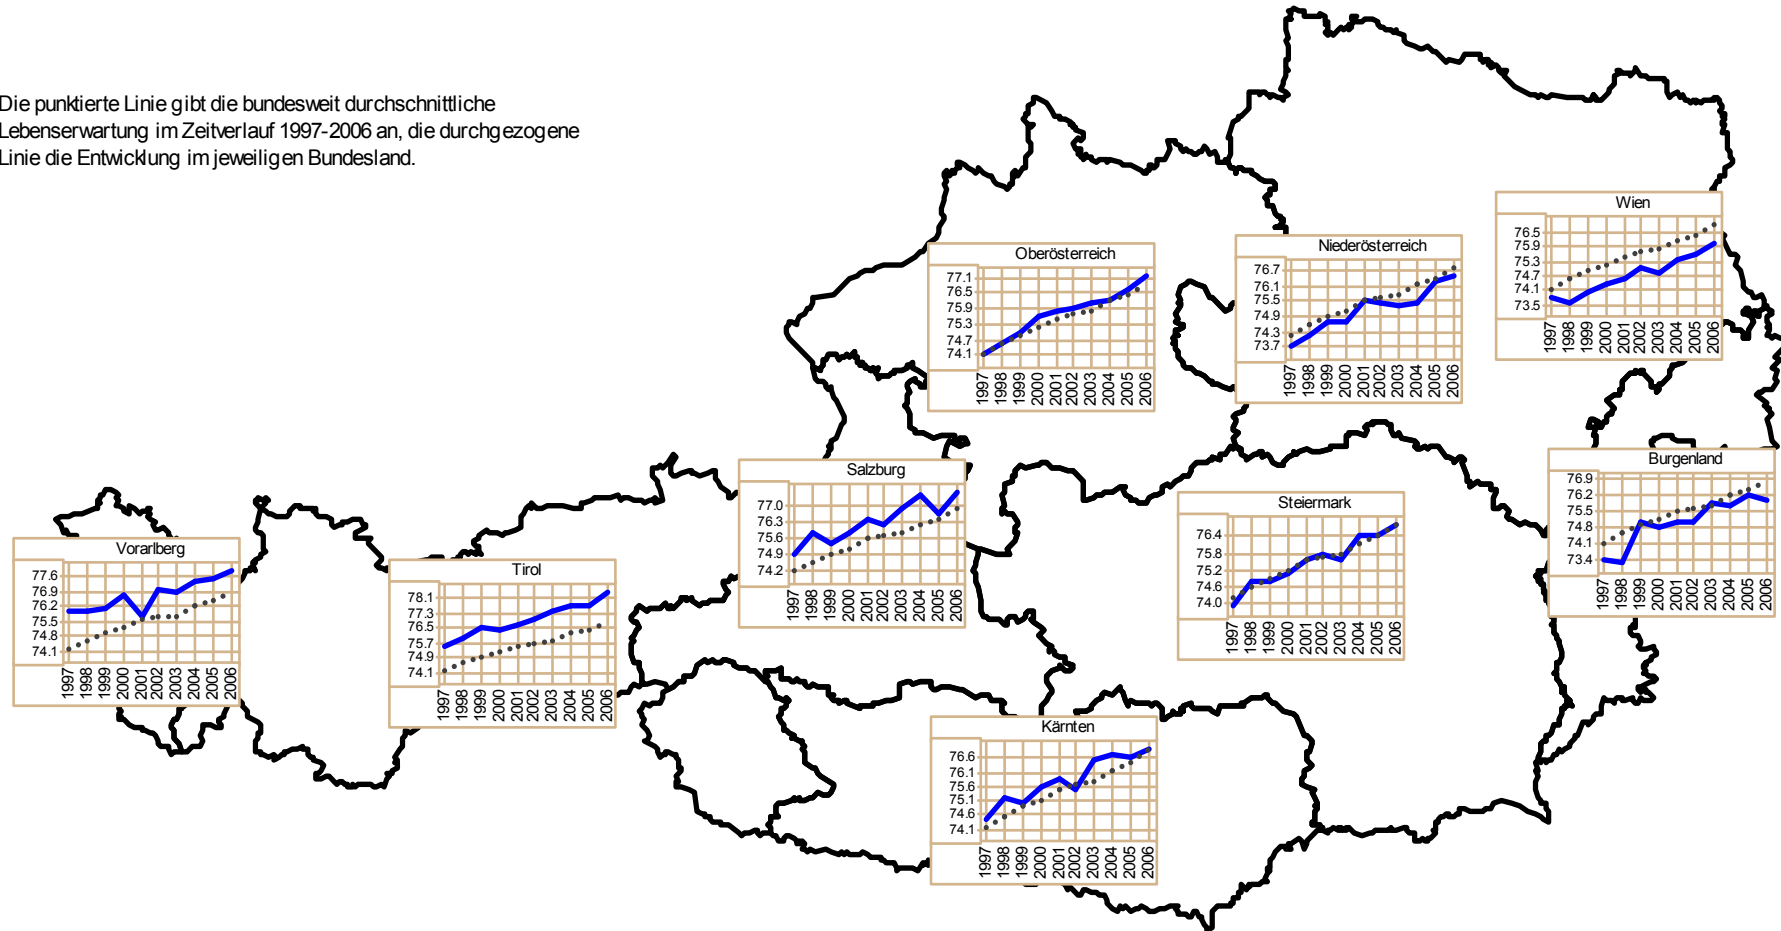 Die punktierte Linie gibt die bundesweit durchschnittliche
Lebenserwartung im Zeitverlauf 1997-2006 an, die durchgezogene
Linie die Entwicklung im jeweiligen Bundesland.
Wien
76.5
75.9
75.3
74.7
74.1
73.5
1997 1998 1999 2000 2001 2002 2003 2004 2005 2006
Niederösterreich
76.7
76.1
75.5
74.9
74.3
73.7
1997 1998 1999 2000 2001 2002 2003 2004 2005 2006
Oberösterreich
77.1
76.5
75.9
75.3
74.7
74.1
1997 1998 1999 2000 2001 2002 2003 2004 2005 2006
Burgenland
76.9
76.2
75.5
74.8
74.1
73.4
1997 1998 1999 2000 2001 2002 2003 2004 2005 2006
Salzburg
77.0
76.3
75.6
74.9
74.2
1997 1998 1999 2000 2001 2002 2003 2004 2005 2006
Steiermark
76.4
75.8
75.2
74.6
74.0
1997 1998 1999 2000 2001 2002 2003 2004 2005 2006
Vorarlberg
77.6
76.9
76.2
75.5
74.8
74.1
1997 1998 1999 2000 2001 2002 2003 2004 2005 2006
Tirol
78.1
77.3
76.5
75.7
74.9
74.1
1997 1998 1999 2000 2001 2002 2003 2004 2005 2006
Kärnten
76.6
76.1
75.6
75.1
74.6
74.1
1997 1998 1999 2000 2001 2002 2003 2004 2005 2006